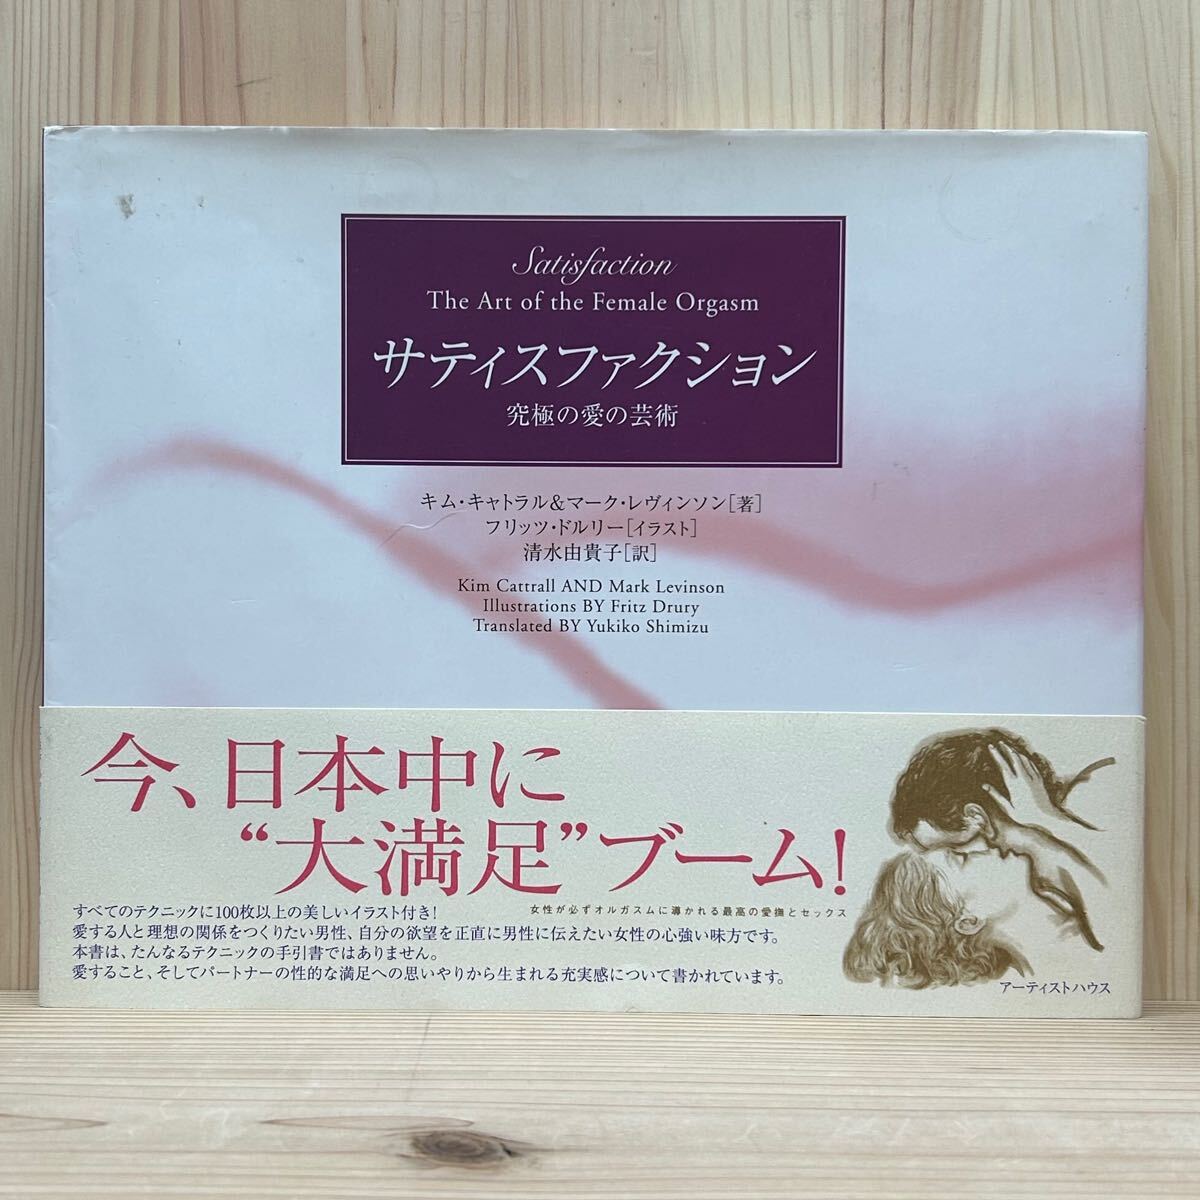 Satisfaction
The Art of the Female Orgasm
サティスファクション
究極の愛の芸術
キム・キャトラル&マーク・レヴィンソン[著]
フリッツ・ドルリー[イラスト]
清水由貴子[訳]
Kim Cattrall AND Mark Levinson
Illustrations BY Fritz Drury
Translated BY Yukiko Shimizu
今、日本中に
“大満足”ブーム!
女性が必ずオルガスムに導かれる最高の愛撫とセックス
すべてのテクニックに100枚以上の美しいイラスト付き!
愛する人と理想の関係をつくりたい男性、自分の欲望を正直に男性に伝えたい女性の心強い味方です。
本書は、たんなるテクニックの手引書ではありません。
愛すること、そしてパートナーの性的な満足への思いやりから生まれる充実感について書かれています。
アーティストハウス